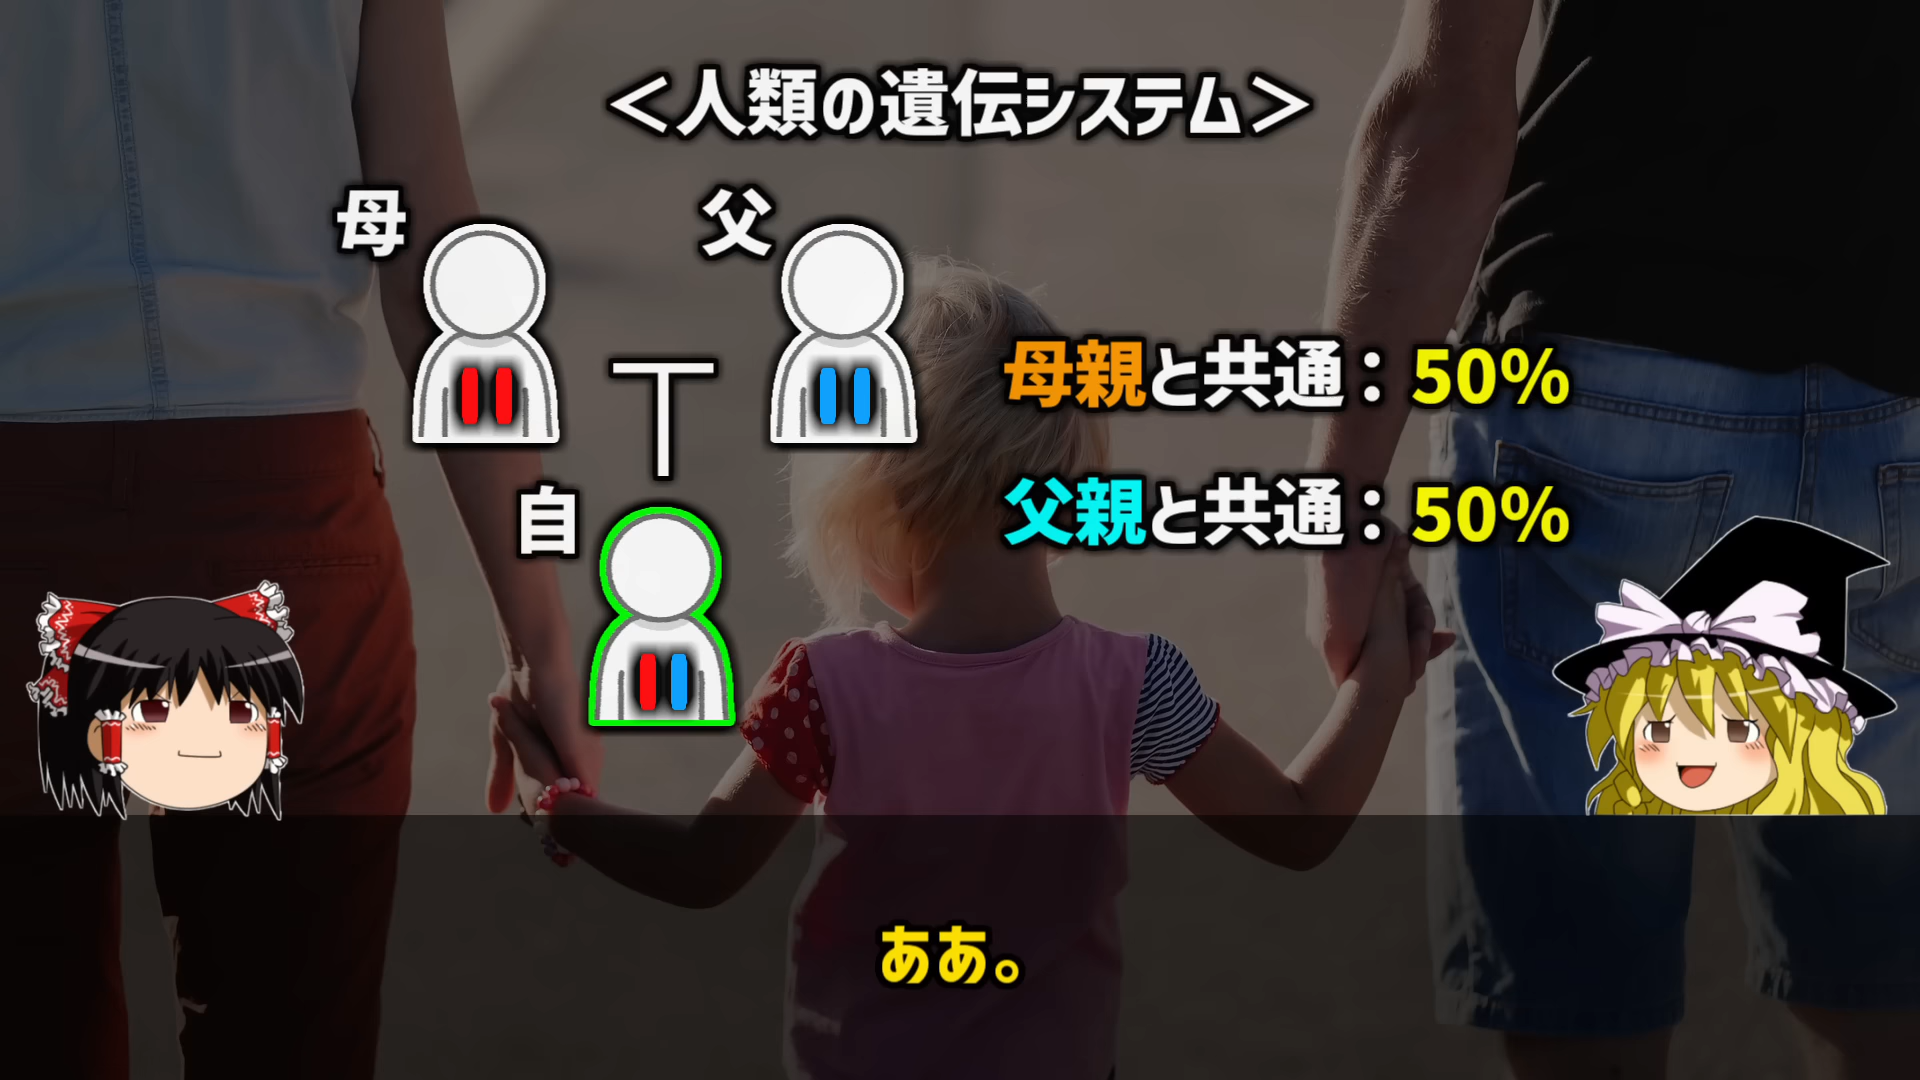 ＜人類の遺伝システム＞
母
父
自
母親と共通：50%
父親と共通：50%
ああ。